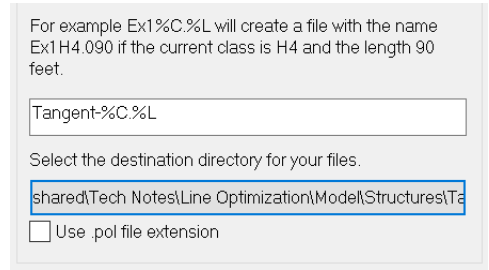 For example Ex1%C.%L will create a file with the name
Ex1H4.090 if the current class is H4 and the length 90
feet.
Tangent-%C.%L
Select the destination directory for your files.
shared\Tech Notes\Line Optimization\Model\Structures\Ta
Use .pol file extension